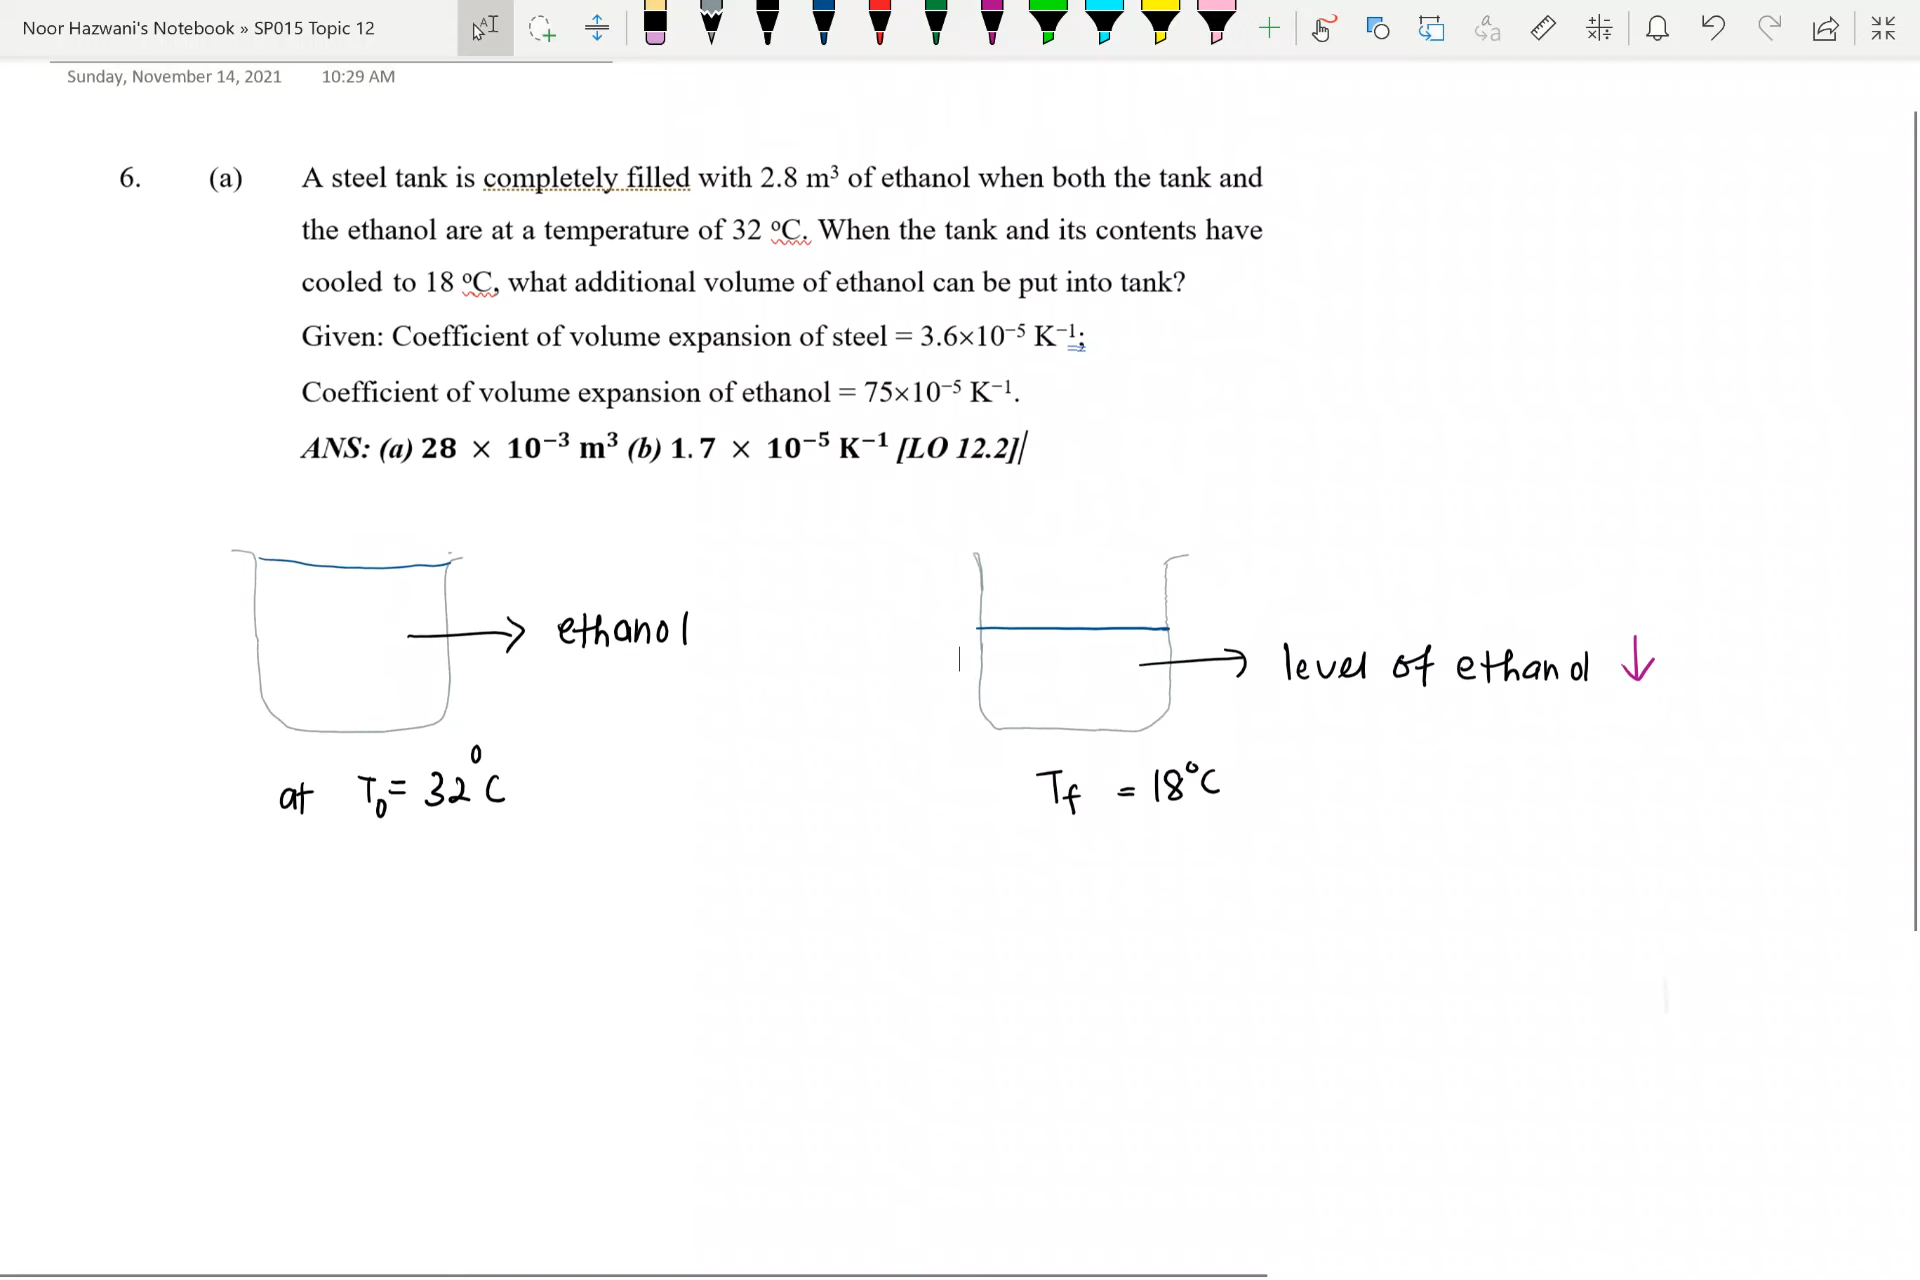 Noor Hazwani's Notebook » SP015 Topic 12
Sunday, November 14, 2021 10:29 AM
6. (a) A steel tank is completely filled with 2.8 m³ of ethanol when both the tank and
the ethanol are at a temperature of 32 ºC. When the tank and its contents have
cooled to 18 ºC, what additional volume of ethanol can be put into tank?
Given: Coefficient of volume expansion of steel = 3.6×10⁻⁵ K⁻¹;
Coefficient of volume expansion of ethanol = 75×10⁻⁵ K⁻¹.
ANS: (a) 28 × 10⁻³ m³ (b) 1.7 × 10⁻⁵ K⁻¹ [LO 12.2]
ethanol
level of ethanol ↓
at T₀ = 32°C
T_f = 18°C